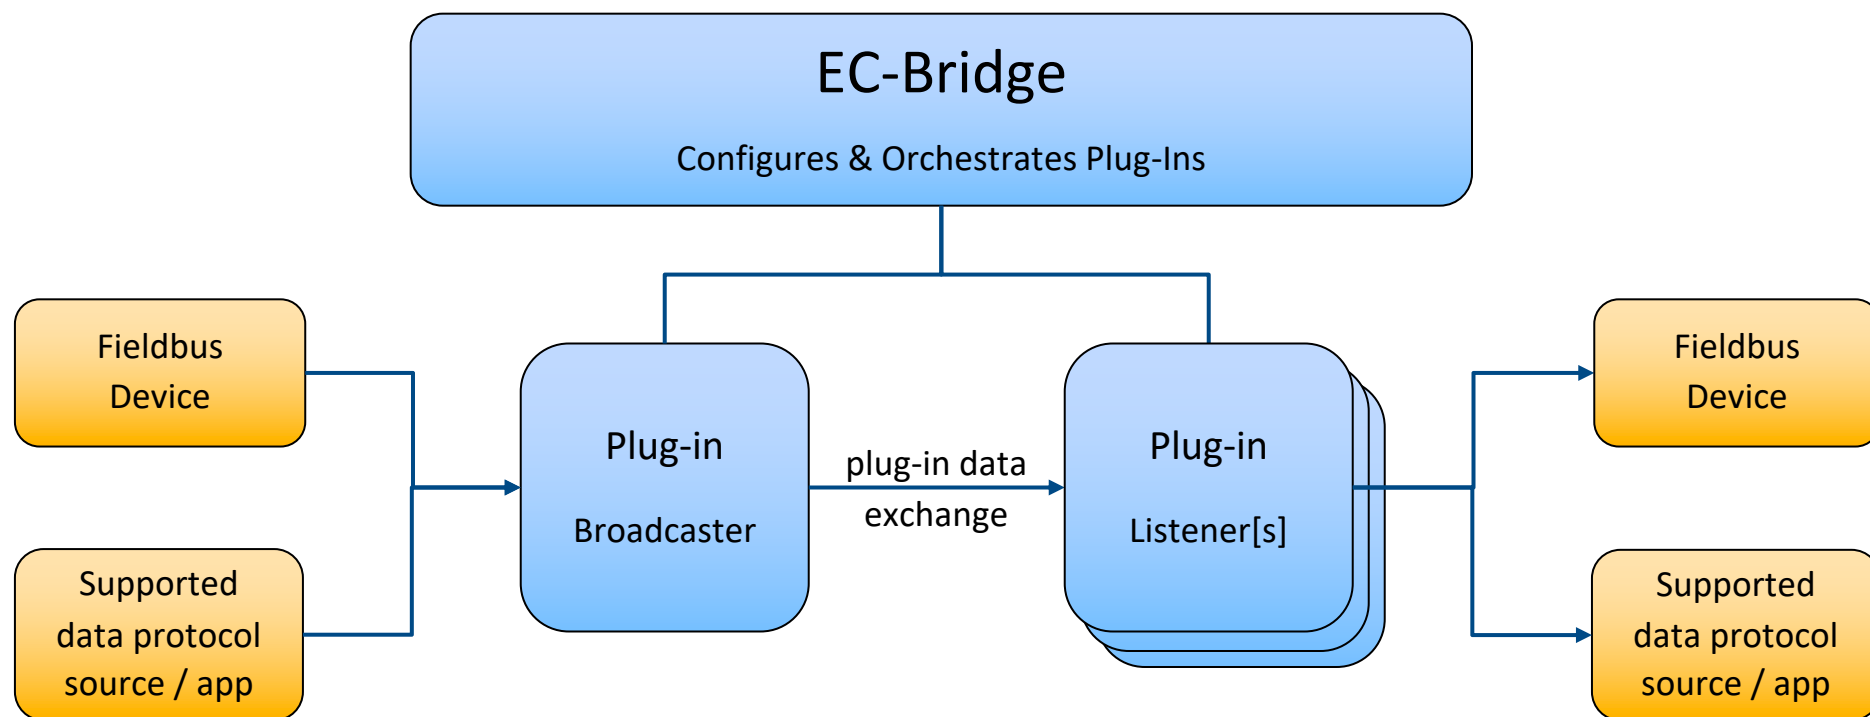 EC-Bridge
Configures & Orchestrates Plug-Ins
Fieldbus
Device
Supported
data protocol
source / app
Plug-in
Broadcaster
plug-in data
exchange
Plug-in
Listener[s]
Fieldbus
Device
Supported
data protocol
source / app